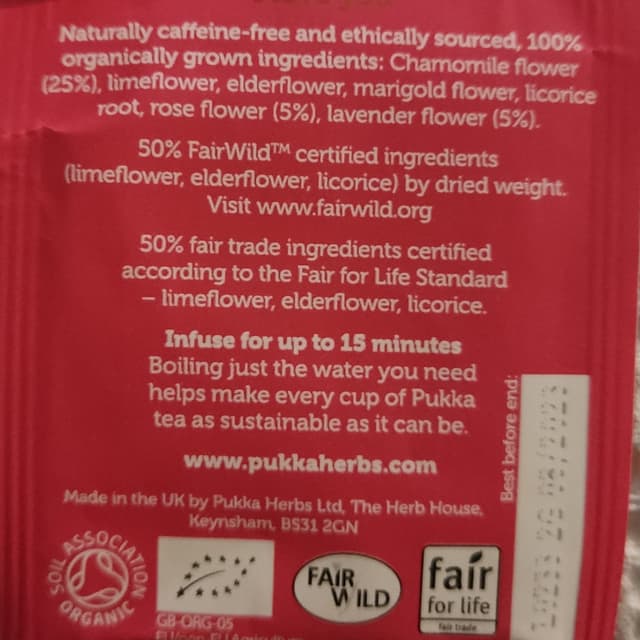 Naturally caffeine-free and ethically sourced, 100%
organically grown ingredients: Chamomile flower
(25%), limeflower, elderflower, marigold flower, licorice
root, rose flower (5%), lavender flower (5%).
50% FairWild™ certified ingredients
(limeflower, elderflower, licorice) by dried weight.
Visit www.fairwild.org
50% fair trade ingredients certified
according to the Fair for Life Standard
– limeflower, elderflower, licorice.
Infuse for up to 15 minutes
Boiling just the water you need
helps make every cup of Pukka
tea as sustainable as it can be.
www.pukkaherbs.com
Best before end:
Made in the UK by Pukka Herbs Ltd, The Herb House,
Keynsham, BS31 2GN
SOIL ASSOCIATION
ORGANIC
GB-ORG-05
FAIR
WILD
fair
for life
fair trade